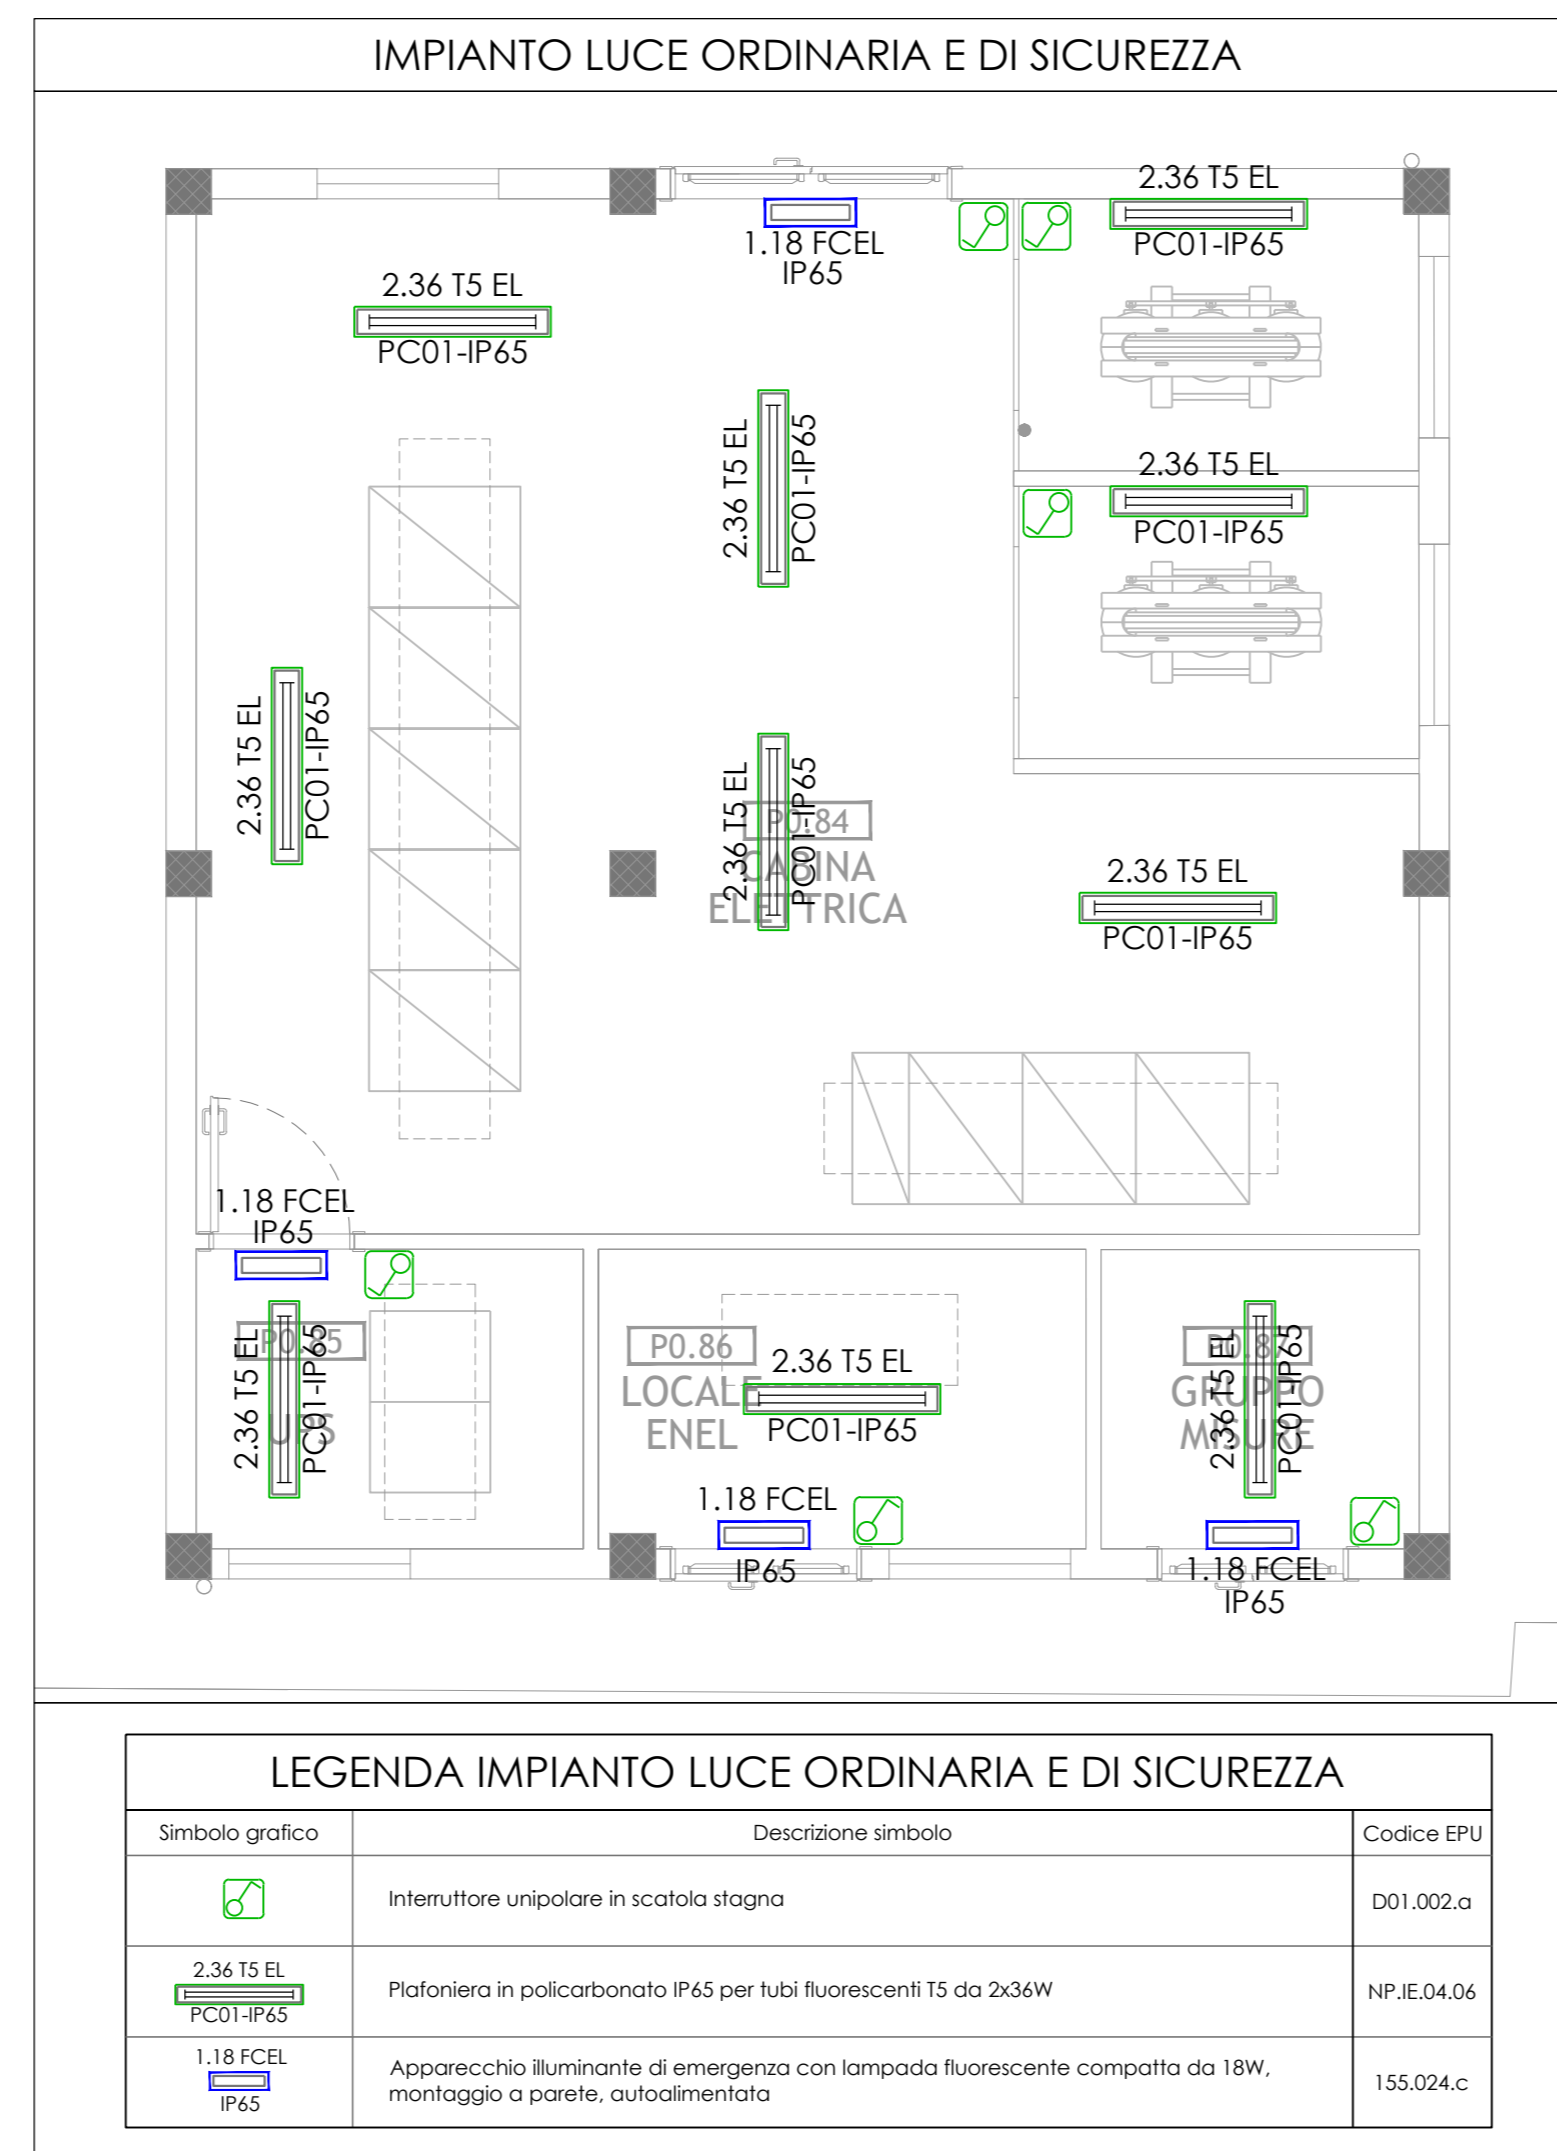 IMPIANTO LUCE ORDINARIA E DI SICUREZZA
2.36 T5 EL
PC01-IP65
1.18 FCEL
IP65
2.36 T5 EL
PC01-IP65
2.36 T5 EL
PC01-IP65
2.36 T5 EL
PC01-IP65
2.36 T5 EL
PC01-IP65
2.36 T5 EL
PC01-IP65
P0.84
CABINA
ELETTRICA
2.36 T5 EL
PC01-IP65
1.18 FCEL
IP65
P0.85
UPS
2.36 T5 EL
PC01-IP65
P0.86
LOCALE
ENEL
2.36 T5 EL
PC01-IP65
1.18 FCEL
IP65
P0.87
GRUPPO
MISURE
2.36 T5 EL
PC01-IP65
1.18 FCEL
IP65
LEGENDA IMPIANTO LUCE ORDINARIA E DI SICUREZZA
Simbolo grafico
Descrizione simbolo
Codice EPU
Interruttore unipolare in scatola stagna
D01.002.a
2.36 T5 EL
PC01-IP65
Plafoniera in policarbonato IP65 per tubi fluorescenti T5 da 2x36W
NP.IE.04.06
1.18 FCEL
IP65
Apparecchio illuminante di emergenza con lampada fluorescente compatta da 18W,
montaggio a parete, autoalimentata
155.024.c